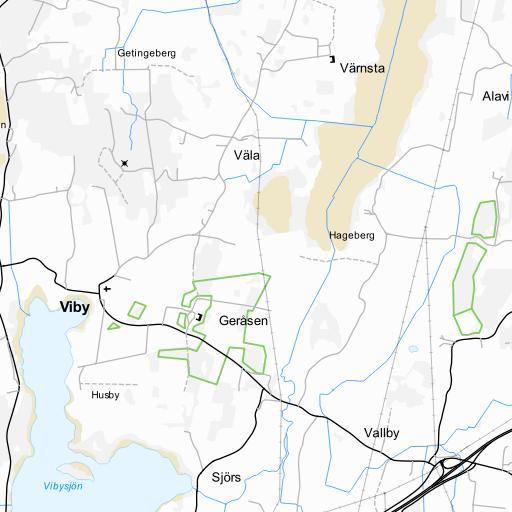 Getingeberg
Värnsta
Alavi
n
Väla
Hageberg
Viby
Geråsen
Husby
Vallby
Sjörs
Vibysjön